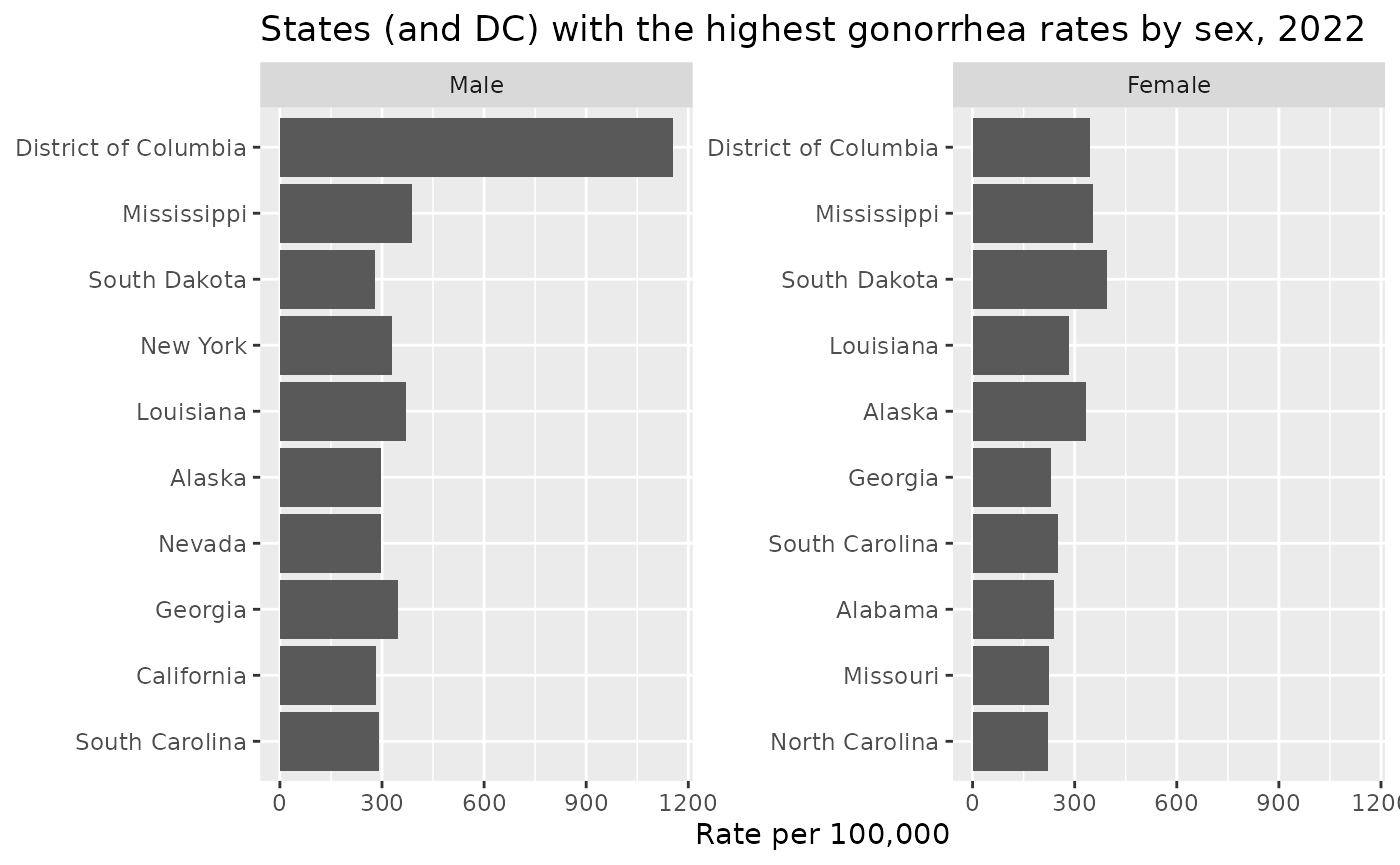 States (and DC) with the highest gonorrhea rates by sex, 2022
Male
District of Columbia
Mississippi
South Dakota
New York
Louisiana
Alaska
Nevada
Georgia
California
South Carolina
0 300 600 900 1200
Female
District of Columbia
Mississippi
South Dakota
Louisiana
Alaska
Georgia
South Carolina
Alabama
Missouri
North Carolina
0 300 600 900 1200
Rate per 100,000